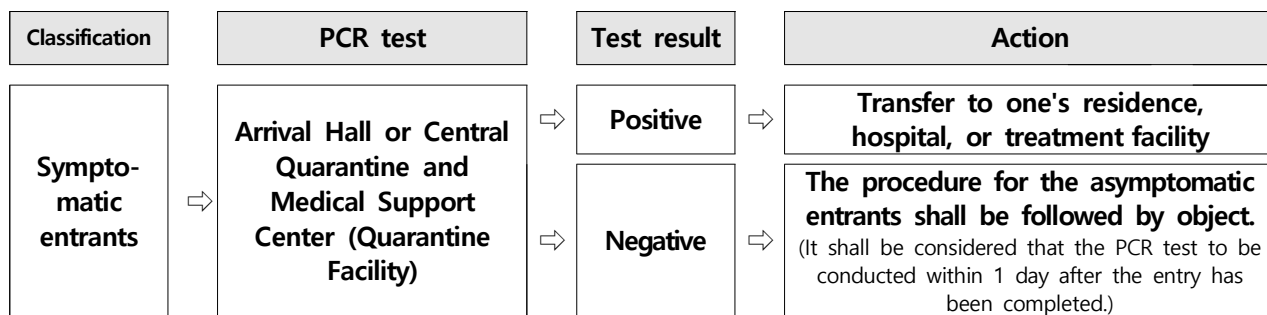 Classification
PCR test
Test result
Action
Sympto-
matic
entrants
⇨
Arrival Hall or Central
Quarantine and
Medical Support
Center (Quarantine
Facility)
⇨
Positive
⇨
Transfer to one's residence,
hospital, or treatment facility
⇨
Negative
⇨
The procedure for the asymptomatic
entrants shall be followed by object.
(It shall be considered that the PCR test to be
conducted within 1 day after the entry has
been completed.)